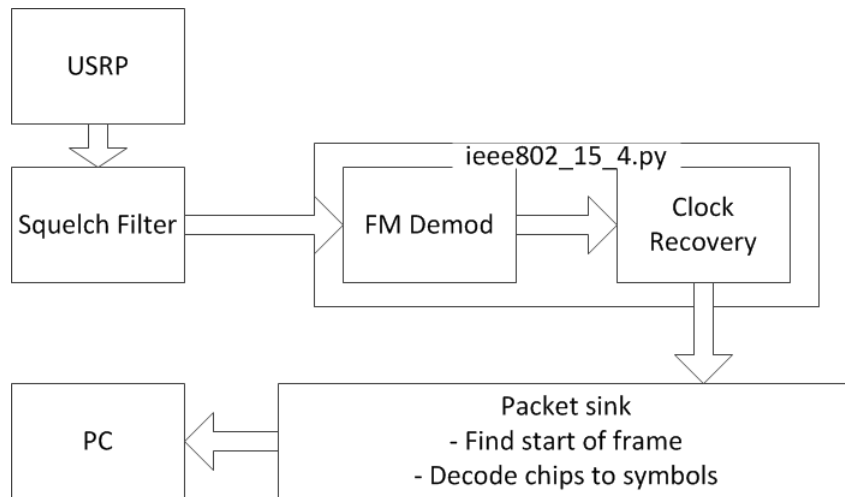 USRP
ieee802_15_4.py
Squelch Filter
FM Demod
Clock
Recovery
PC
Packet sink
- Find start of frame
- Decode chips to symbols